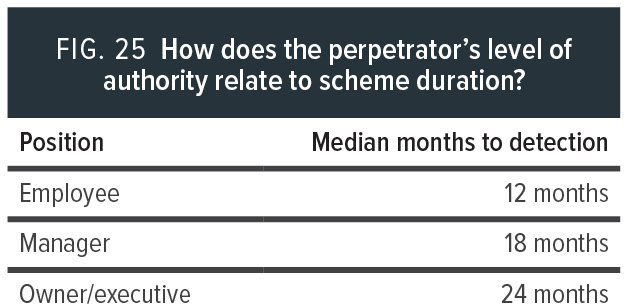 FIG. 25 How does the perpetrator’s level of
authority relate to scheme duration?
Position Median months to detection
Employee 12 months
Manager 18 months
Owner/executive 24 months